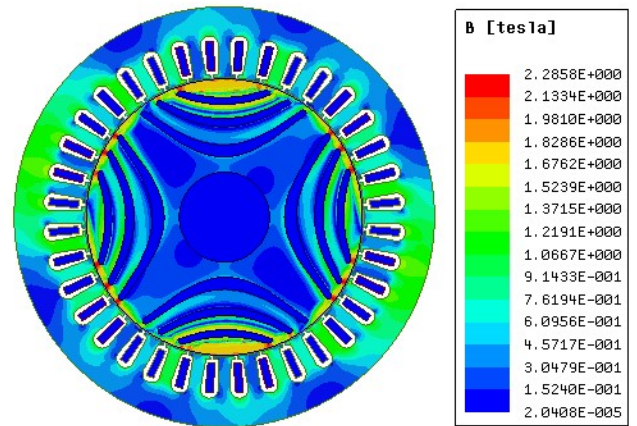 B [tesla]
2.2858E+000
2.1334E+000
1.9810E+000
1.8286E+000
1.6762E+000
1.5239E+000
1.3715E+000
1.2191E+000
1.0667E+000
9.1433E-001
7.6194E-001
6.0956E-001
4.5717E-001
3.0479E-001
1.5240E-001
2.0408E-005